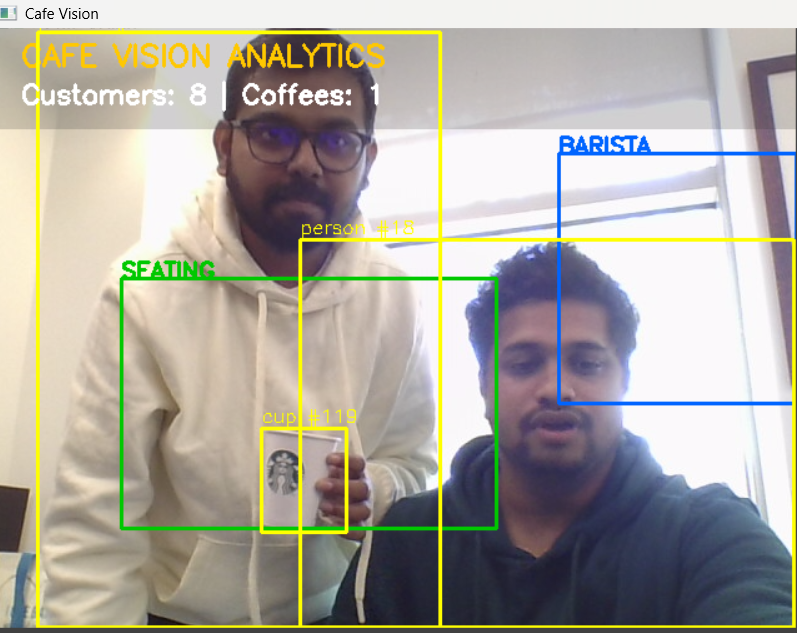 Cafe Vision
CAFE VISION ANALYTICS
Customers: 8 | Coffees: 1
BARISTA
person #18
SEATING
cup #119